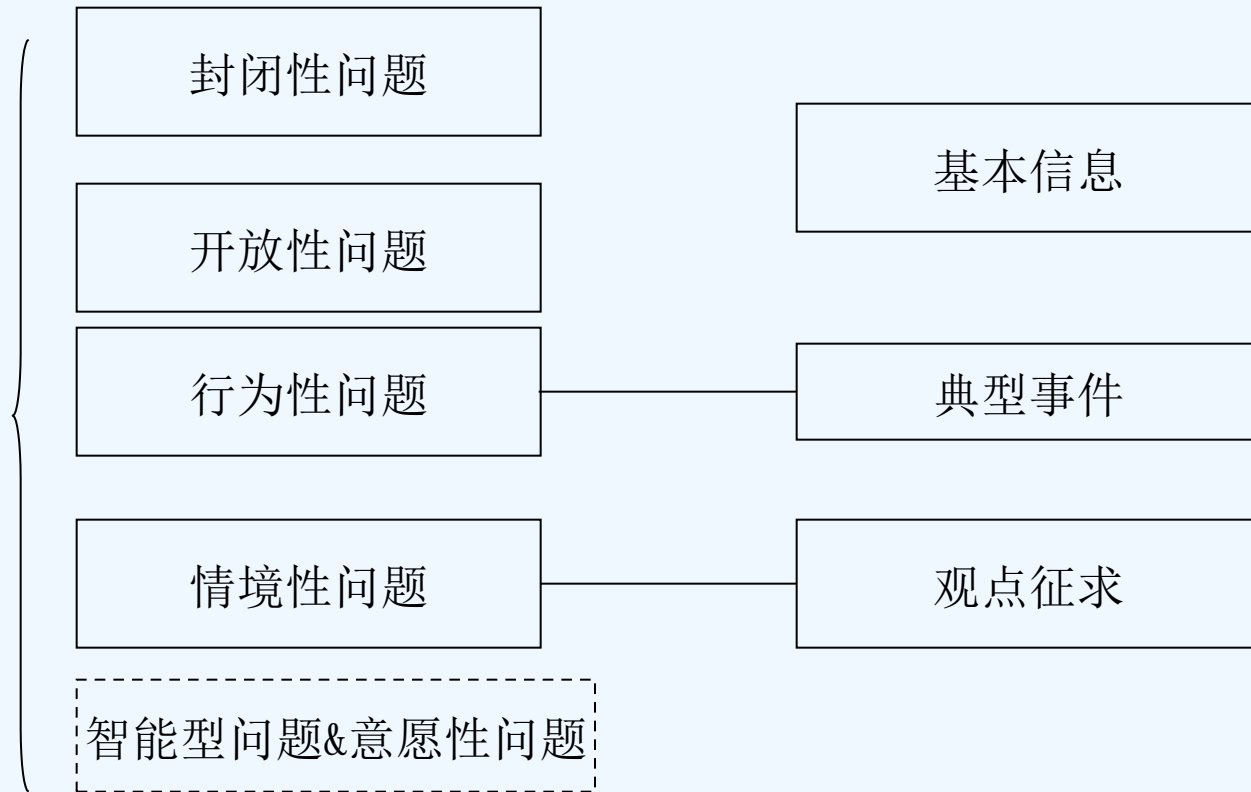 封闭性问题
基本信息
开放性问题
行为性问题
典型事件
情境性问题
观点征求
智能型问题&意愿性问题